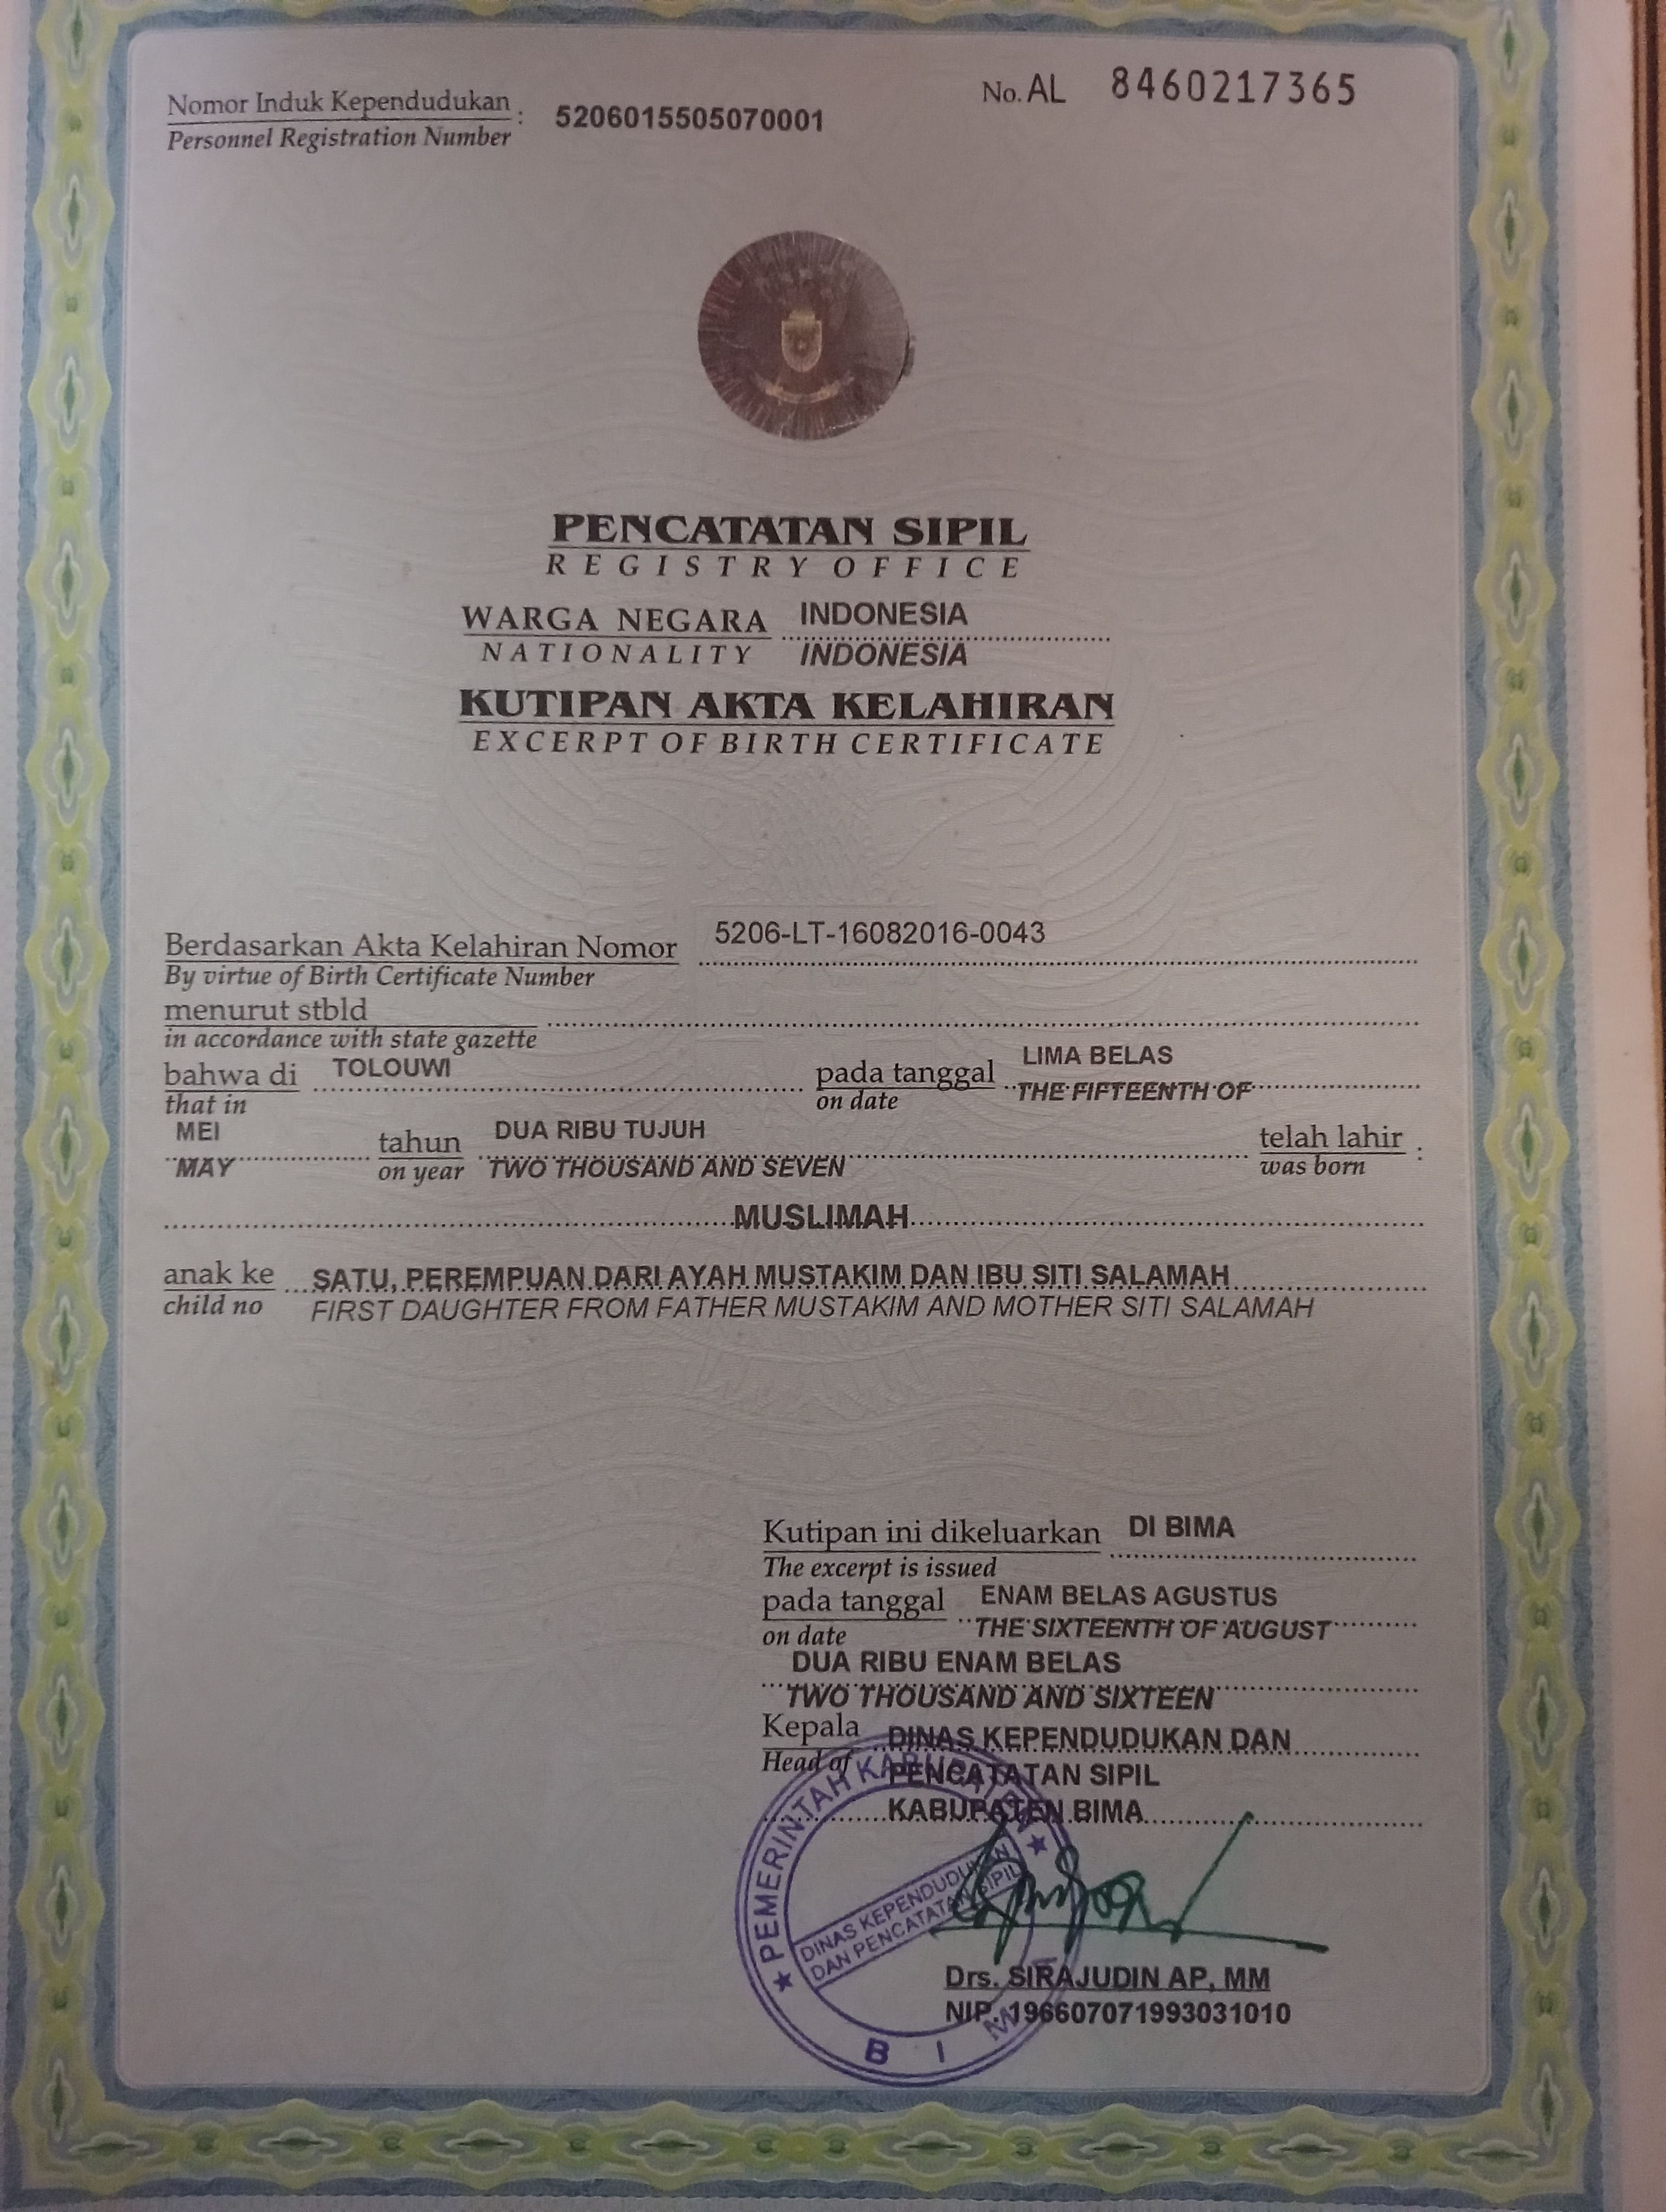 Nomor Induk Kependudukan : 5206015505070001
Personnel Registration Number
No. AL 8460217365
PENCATATAN SIPIL
REGISTRY OFFICE
WARGA NEGARA INDONESIA
NATIONALITY INDONESIA
KUTIPAN AKTA KELAHIRAN
EXCERPT OF BIRTH CERTIFICATE
Berdasarkan Akta Kelahiran Nomor 5206-LT-16082016-0043
By virtue of Birth Certificate Number
menurut stbld
in accordance with state gazette
bahwa di TOLOUWI pada tanggal LIMA BELAS
that in on date THE FIFTEENTH OF
MEI tahun DUA RIBU TUJUH telah lahir :
MAY on year TWO THOUSAND AND SEVEN was born
MUSLIMAH
anak ke SATU, PEREMPUAN DARI AYAH MUSTAKIM DAN IBU SITI SALAMAH
child no FIRST DAUGHTER FROM FATHER MUSTAKIM AND MOTHER SITI SALAMAH
Kutipan ini dikeluarkan DI BIMA
The excerpt is issued
pada tanggal ENAM BELAS AGUSTUS
on date THE SIXTEENTH OF AUGUST
DUA RIBU ENAM BELAS
TWO THOUSAND AND SIXTEEN
Kepala DINAS KEPENDUDUKAN DAN
Head of PENCATATAN SIPIL
KABUPATEN BIMA
PEMERINTAH KABUPATEN
DINAS KEPENDUDUKAN
DAN PENCATATAN SIPIL
B I M A
Drs. SIRAJUDIN AP, MM
NIP. 196607071993031010